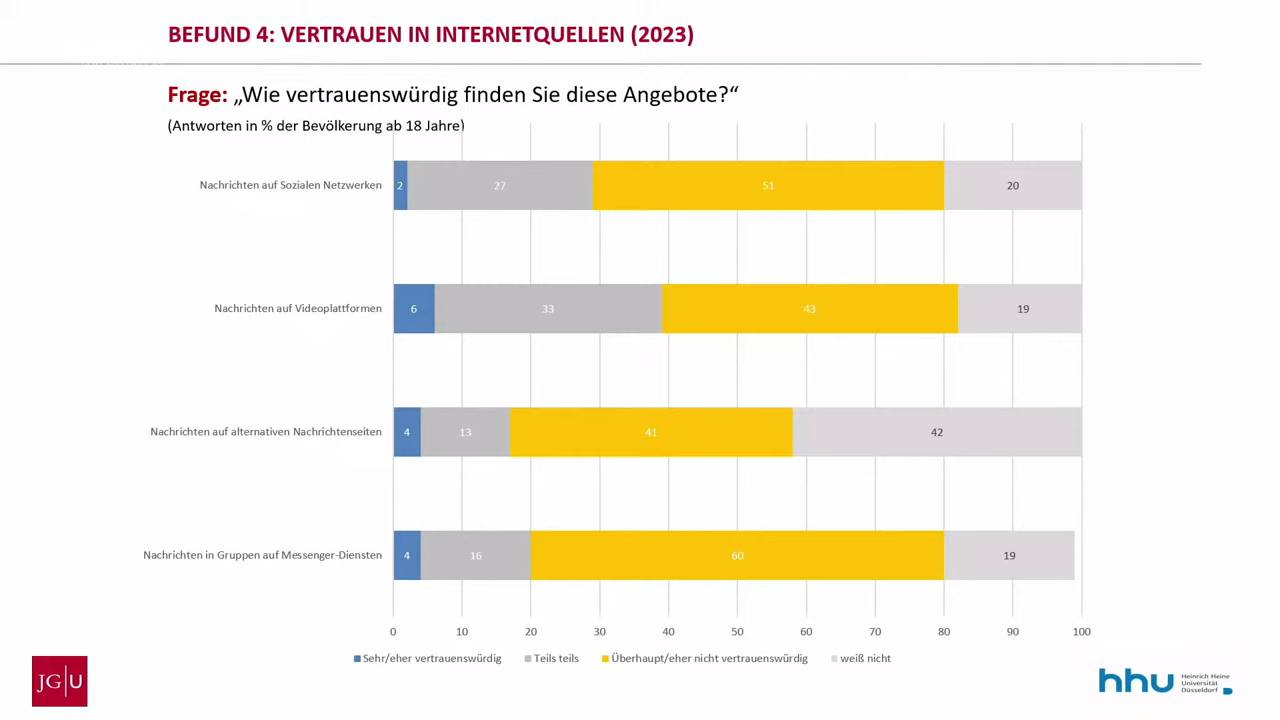 BEFUND 4: VERTRAUEN IN INTERNETQUELLEN (2023)
Frage: „Wie vertrauenswürdig finden Sie diese Angebote?“
(Antworten in % der Bevölkerung ab 18 Jahre)
Nachrichten auf Sozialen Netzwerken 2 27 51 20
Nachrichten auf Videoplattformen 6 33 43 19
Nachrichten auf alternativen Nachrichtenseiten 4 13 41 42
Nachrichten in Gruppen auf Messenger-Diensten 4 16 60 19
0 10 20 30 40 50 60 70 80 90 100
Sehr/eher vertrauenswürdig Teils teils Überhaupt/eher nicht vertrauenswürdig weiß nicht
JG|U
hhu
Heinrich Heine
Universität
Düsseldorf